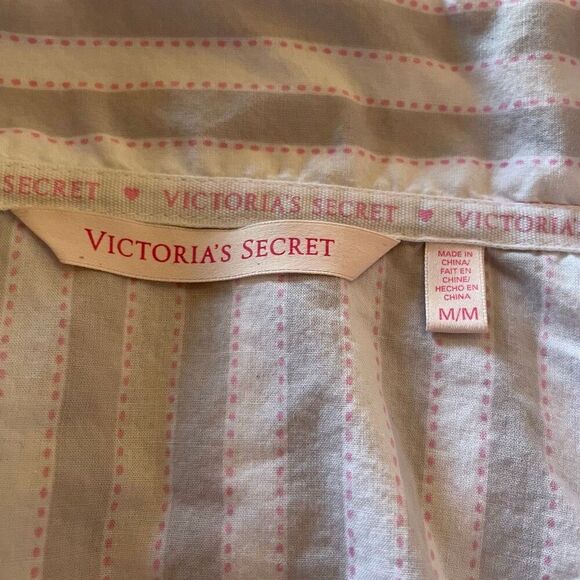 SECRET ♥ VICTORIA'S SECRET ♥ VICTORIA'S
VICTORIA'S SECRET
MADE IN
CHINA/
FAIT EN
CHINE/
HECHO EN
CHINA
M/M